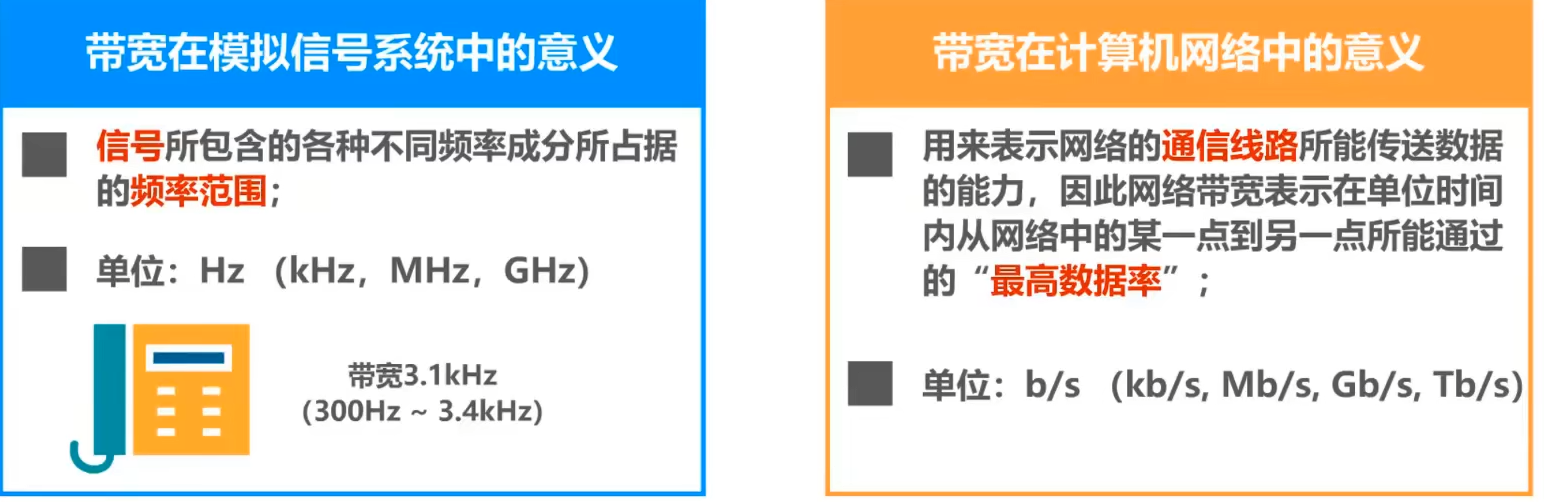 带宽在模拟信号系统中的意义
信号所包含的各种不同频率成分所占据
的频率范围；
单位：Hz （kHz，MHz，GHz）
带宽3.1kHz
（300Hz ~ 3.4kHz）
带宽在计算机网络中的意义
用来表示网络的通信线路所能传送数据
的能力，因此网络带宽表示在单位时间
内从网络中的某一点到另一点所能通过
的“最高数据率”；
单位：b/s （kb/s, Mb/s, Gb/s, Tb/s）